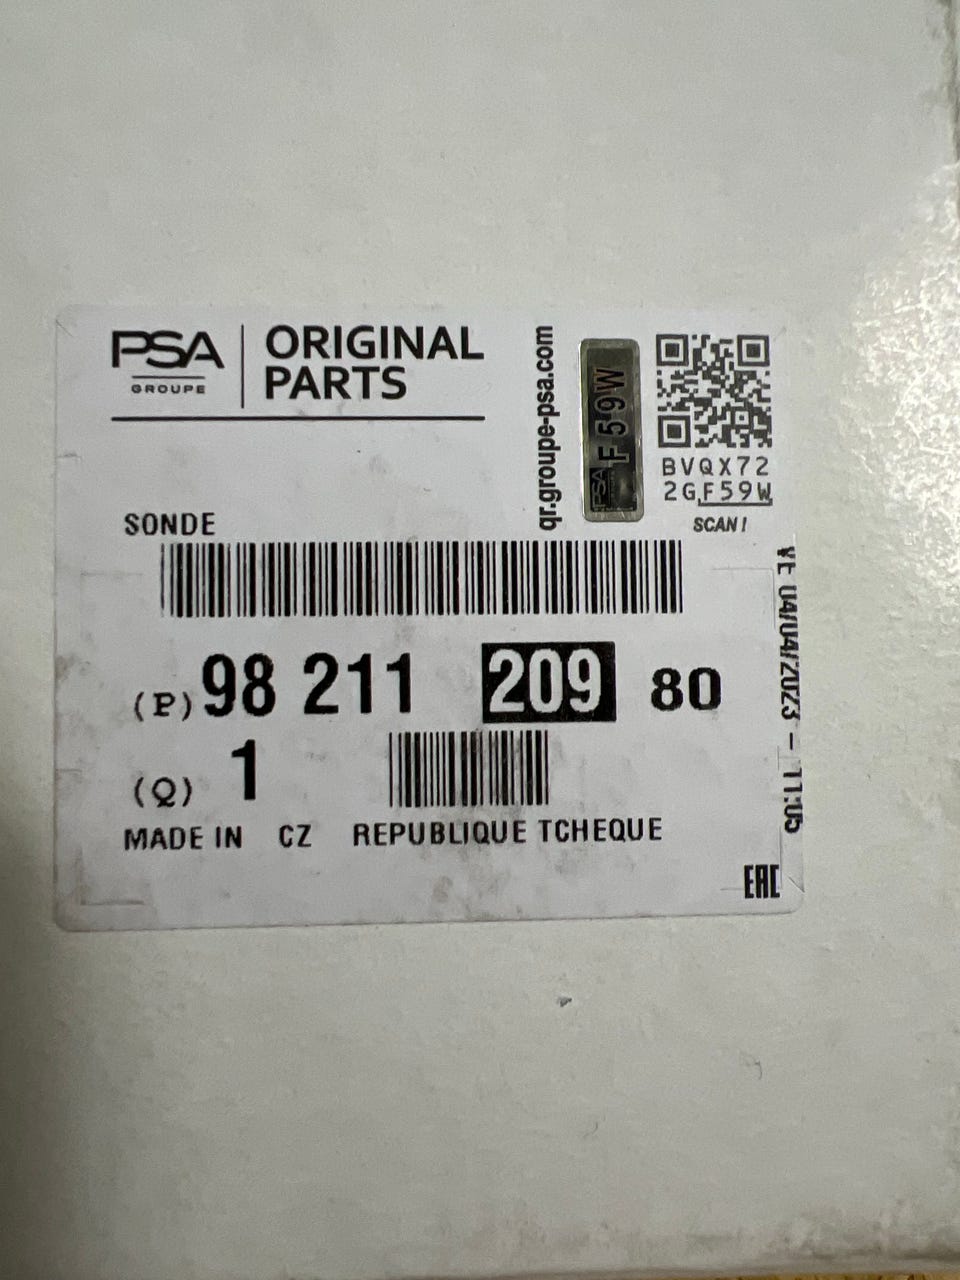 PSA
GROUPE
ORIGINAL
PARTS
qr.groupe-psa.com
PSA
F59W
BVQX72
2GF59W
SCAN!
SONDE
(P) 98 211 209 80
(Q) 1
MADE IN CZ REPUBLIQUE TCHEQUE
04/04/2023 - 11:05
EAC